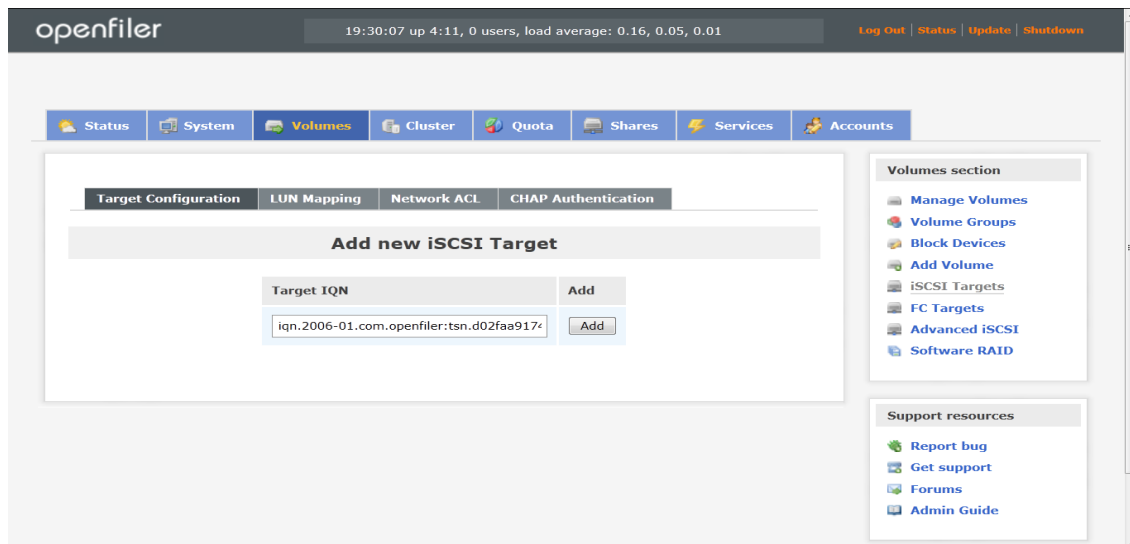 openfiler
19:30:07 up 4:11, 0 users, load average: 0.16, 0.05, 0.01
Log Out | Status | Update | Shutdown
Status System Volumes Cluster Quota Shares Services Accounts
Target Configuration LUN Mapping Network ACL CHAP Authentication
Add new iSCSI Target
Target IQN Add
iqn.2006-01.com.openfiler:tsn.d02faa9174 Add
Volumes section
Manage Volumes
Volume Groups
Block Devices
Add Volume
iSCSI Targets
FC Targets
Advanced iSCSI
Software RAID
Support resources
Report bug
Get support
Forums
Admin Guide